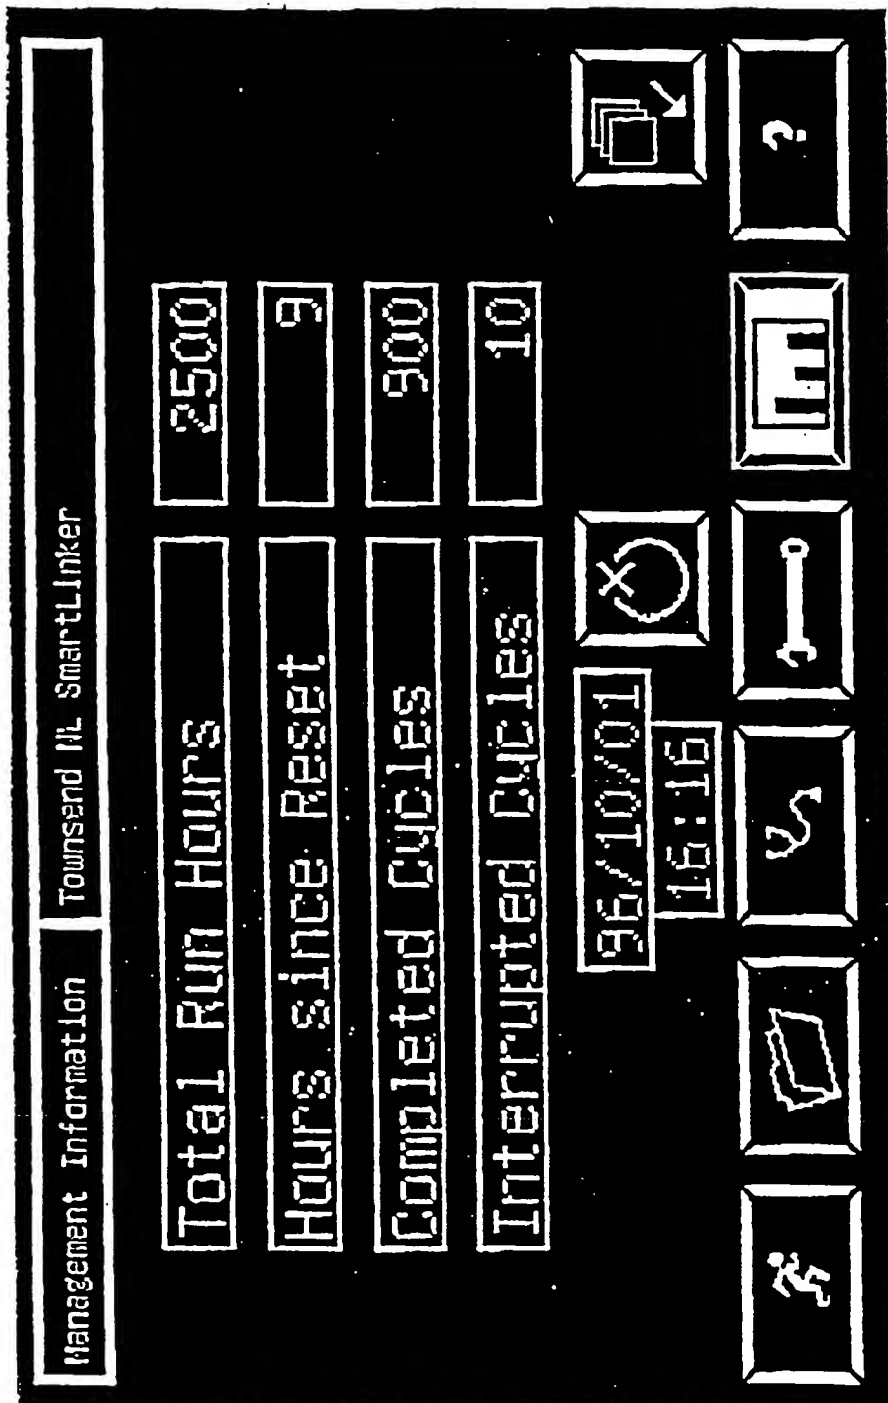 Management Information
Townsend NL SmartLinker
Total Run Hours 2500
Hours since Reset 9
Completed Cycles 900
Interrupted Cycles 10
96/10/01
16:16
?